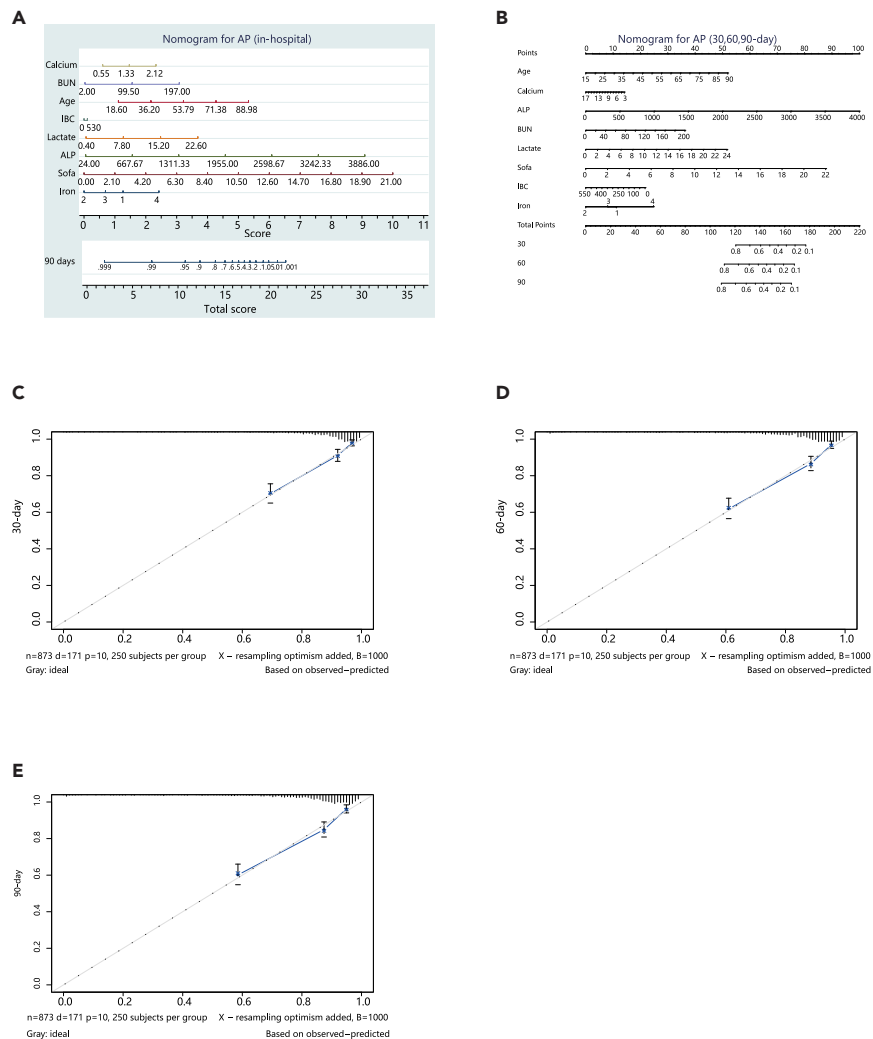 A
Nomogram for AP (in-hospital)
Calcium
0.55 1.33 2.12
BUN
2.00 99.50 197.00
Age
18.60 36.20 53.79 71.38 88.98
IBC
0 530
Lactate
0.40 7.80 15.20 22.60
ALP
24.00 667.67 1311.33 1955.00 2598.67 3242.33 3886.00
Sofa
0.00 2.10 4.20 6.30 8.40 10.50 12.60 14.70 16.80 18.90 21.00
Iron
2 3 1 4
0 1 2 3 4 5 6 7 8 9 10 11
Score
90 days
.999 .99 .95 .9 .8 .7 .6 .5 .4 .3 .2 .1 .05 .01 .001
0 5 10 15 20 25 30 35
Total score
B
Nomogram for AP (30,60,90-day)
Points
0 10 20 30 40 50 60 70 80 90 100
Age
15 25 35 45 55 65 75 85 90
Calcium
17 13 9 6 3
ALP
0 500 1000 1500 2000 2500 3000 3500 4000
BUN
0 40 80 120 160 200
Lactate
0 2 4 6 8 10 12 14 16 18 20 24
Sofa
0 2 4 6 8 10 12 14 16 18 20 22
IBC
550 400 250 100 0
Iron
3 4
2 1
Total Points
0 20 40 60 80 100 120 140 160 180 200 220
30
0.8 0.6 0.4 0.2 0.1
60
0.8 0.6 0.4 0.2 0.1
90
0.8 0.6 0.4 0.2 0.1
C
30-day
1.0
0.8
0.6
0.4
0.2
0.0
0.0 0.2 0.4 0.6 0.8 1.0
n=873 d=171 p=10, 250 subjects per group X − resampling optimism added, B=1000
Gray: ideal Based on observed−predicted
D
60-day
1.0
0.8
0.6
0.4
0.2
0.0
0.0 0.2 0.4 0.6 0.8 1.0
n=873 d=171 p=10, 250 subjects per group X − resampling optimism added, B=1000
Gray: ideal Based on observed−predicted
E
90-day
1.0
0.8
0.6
0.4
0.2
0.0
0.0 0.2 0.4 0.6 0.8 1.0
n=873 d=171 p=10, 250 subjects per group X − resampling optimism added, B=1000
Gray: ideal Based on observed−predicted